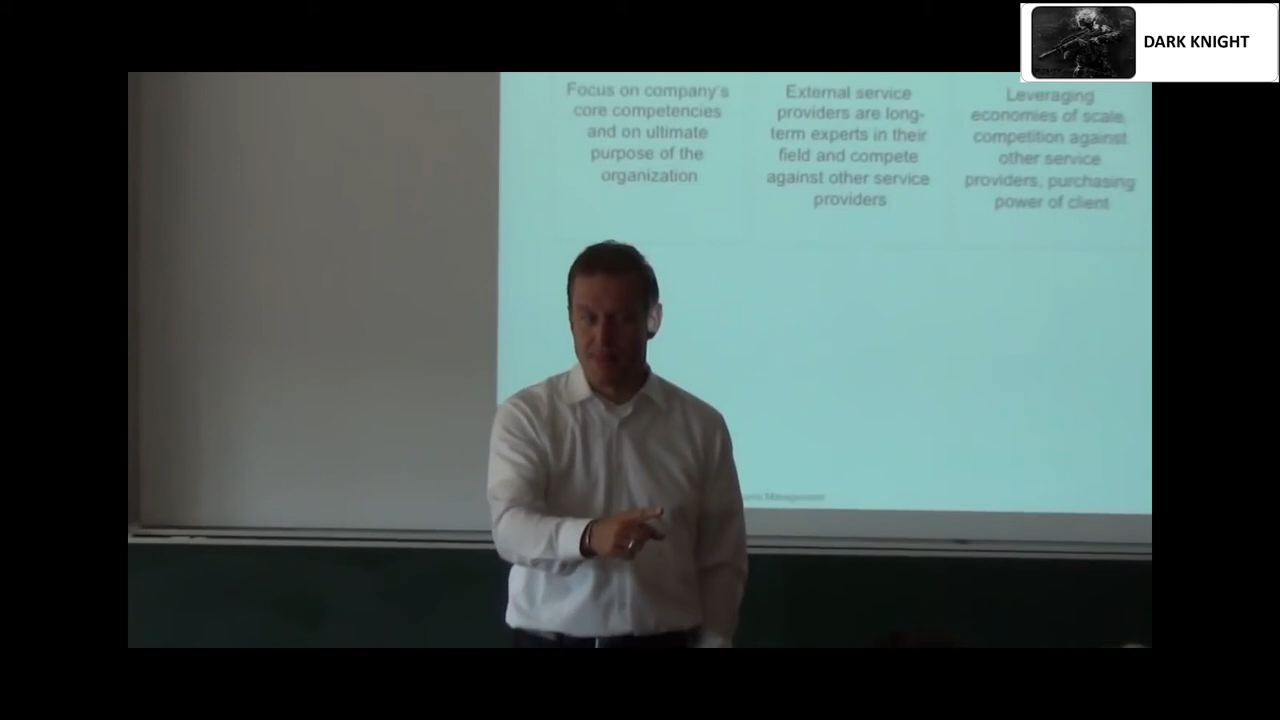 DARK KNIGHT
Focus on company's
core competencies
and on ultimate
purpose of the
organization
External service
providers are long-
term experts in their
field and compete
against other service
providers
Leveraging
economies of scale,
competition against
other service
providers, purchasing
power of client
Management